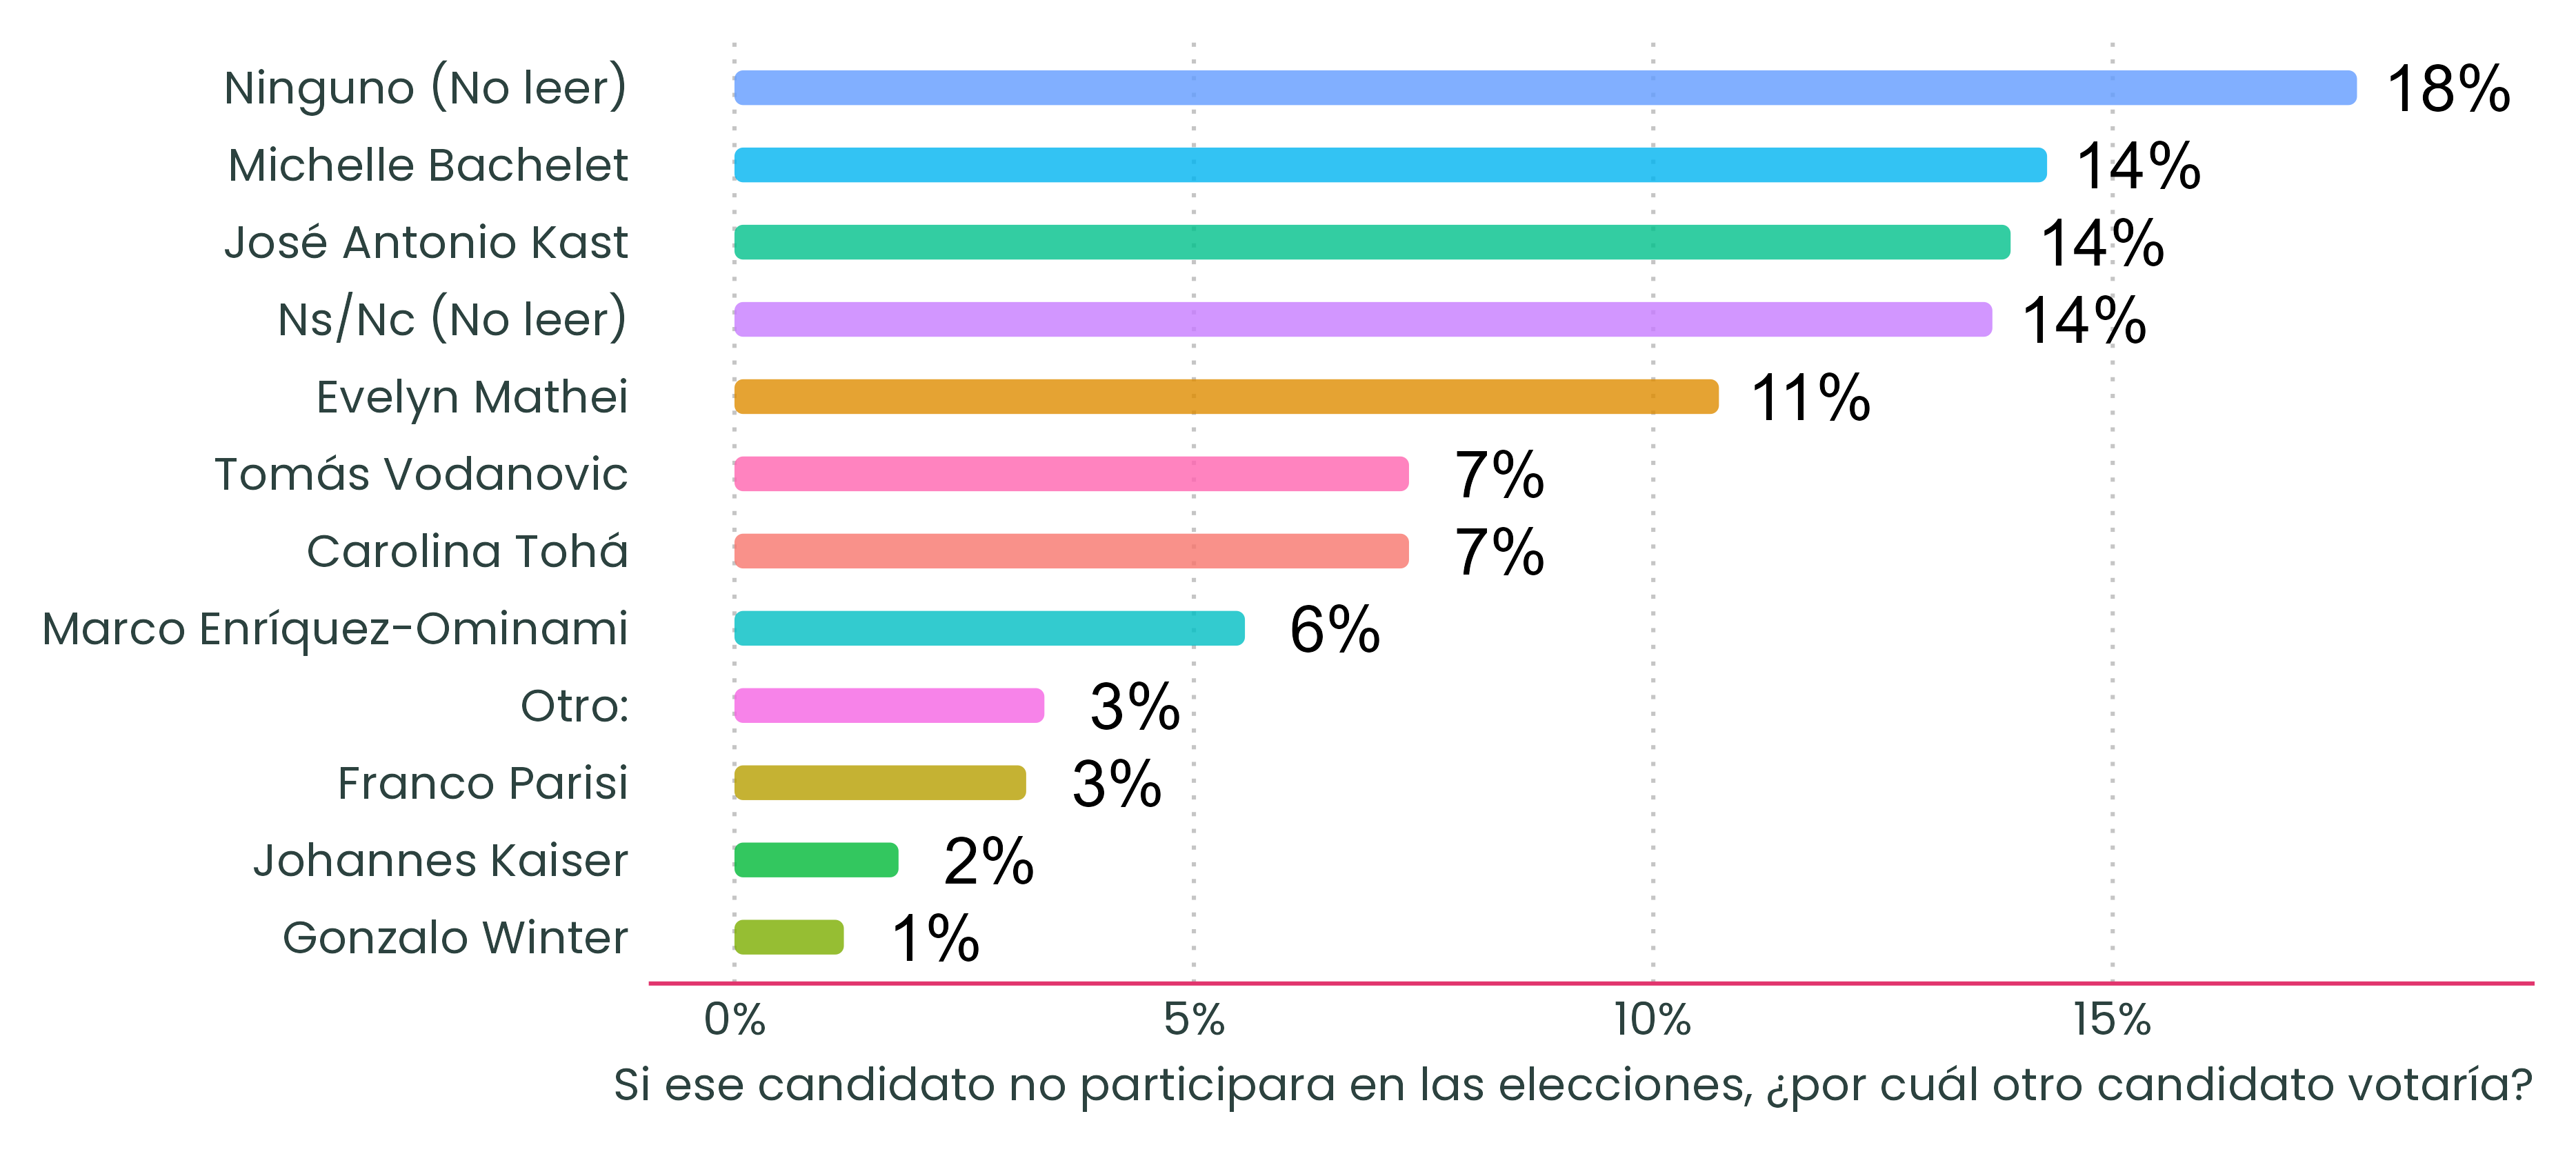 Ninguno (No leer) 18%
Michelle Bachelet 14%
José Antonio Kast 14%
Ns/Nc (No leer) 14%
Evelyn Mathei 11%
Tomás Vodanovic 7%
Carolina Tohá 7%
Marco Enríquez-Ominami 6%
Otro: 3%
Franco Parisi 3%
Johannes Kaiser 2%
Gonzalo Winter 1%
0% 5% 10% 15%
Si ese candidato no participara en las elecciones, ¿por cuál otro candidato votaría?